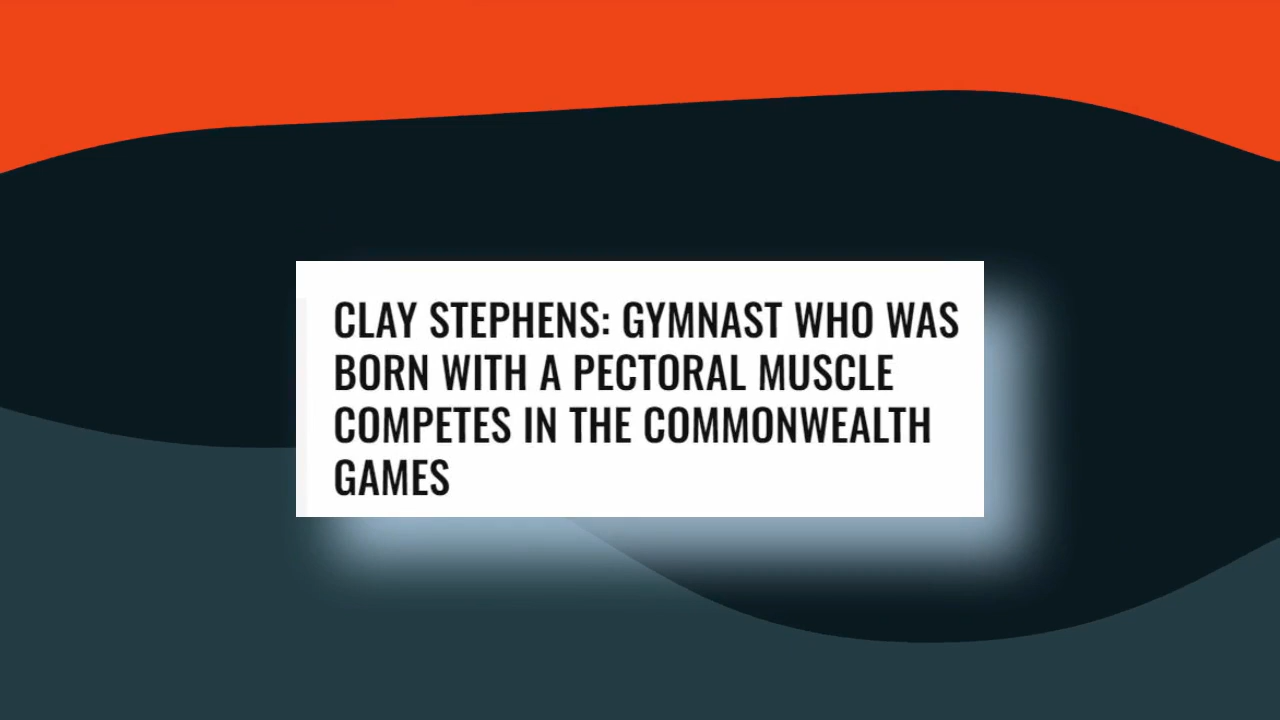 CLAY STEPHENS: GYMNAST WHO WAS
BORN WITH A PECTORAL MUSCLE
COMPETES IN THE COMMONWEALTH
GAMES